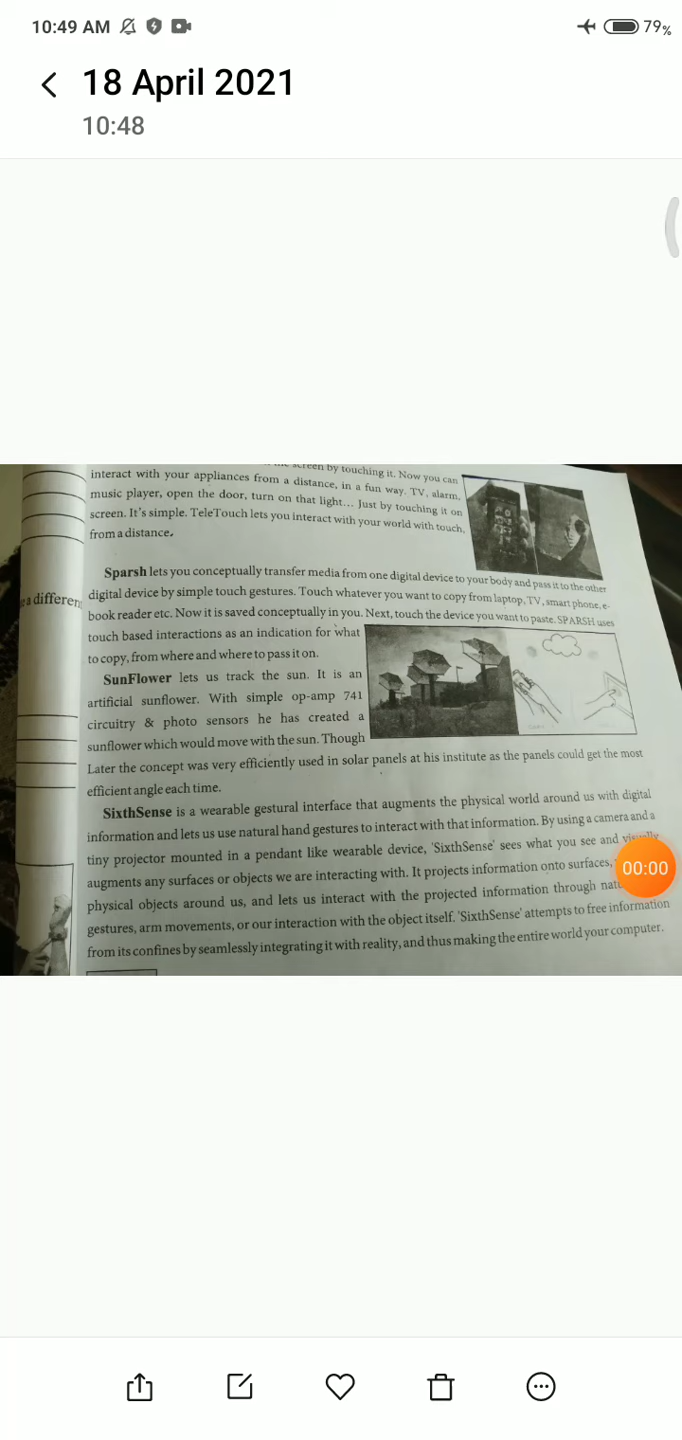 10:49 AM
79%
18 April 2021
10:48
screen by touching it. Now you can
interact with your appliances from a distance, in a fun way. TV, alarm,
music player, open the door, turn on that light... Just by touching it on
screen. It's simple. TeleTouch lets you interact with your world with touch,
from a distance.
Sparsh lets you conceptually transfer media from one digital device to your body and pass it to the other
a differen
digital device by simple touch gestures. Touch whatever you want to copy from laptop, TV, smart phone, e-
book reader etc. Now it is saved conceptually in you. Next, touch the device you want to paste. SPARSH uses
touch based interactions as an indication for what
to copy, from where and where to pass it on.
SunFlower lets us track the sun. It is an
artificial sunflower. With simple op-amp 741
circuitry & photo sensors he has created a
sunflower which would move with the sun. Though
Later the concept was very efficiently used in solar panels at his institute as the panels could get the most
efficient angle each time.
SixthSense is a wearable gestural interface that augments the physical world around us with digital
information and lets us use natural hand gestures to interact with that information. By using a camera and a
tiny projector mounted in a pendant like wearable device, 'SixthSense' sees what you see and visually
augments any surfaces or objects we are interacting with. It projects information onto surfaces,
00:00
physical objects around us, and lets us interact with the projected information through
gestures, arm movements, or our interaction with the object itself. 'SixthSense' attempts to free information
from its confines by seamlessly integrating it with reality, and thus making the entire world your computer.